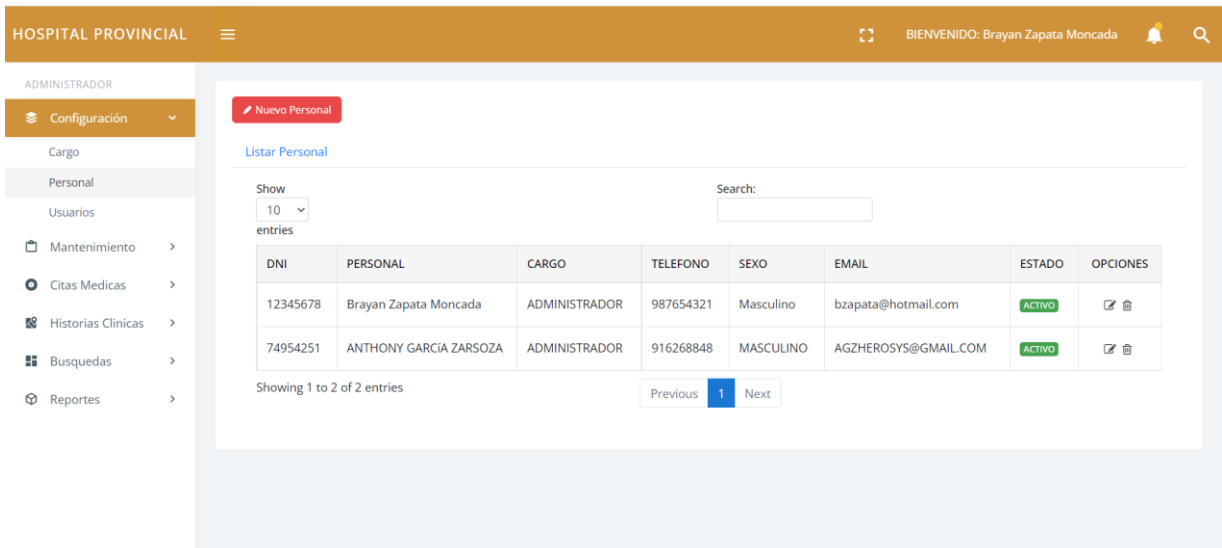 HOSPITAL PROVINCIAL
BIENVENIDO: Brayan Zapata Moncada
ADMINISTRADOR
Configuración
Cargo
Personal
Usuarios
Mantenimiento
Citas Medicas
Historias Clinicas
Busquedas
Reportes
Nuevo Personal
Listar Personal
Show
10
entries
Search:
DNI PERSONAL CARGO TELEFONO SEXO EMAIL ESTADO OPCIONES
12345678 Brayan Zapata Moncada ADMINISTRADOR 987654321 Masculino bzapata@hotmail.com ACTIVO
74954251 ANTHONY GARCíA ZARSOZA ADMINISTRADOR 916268848 MASCULINO AGZHEROSYS@GMAIL.COM ACTIVO
Showing 1 to 2 of 2 entries
Previous 1 Next